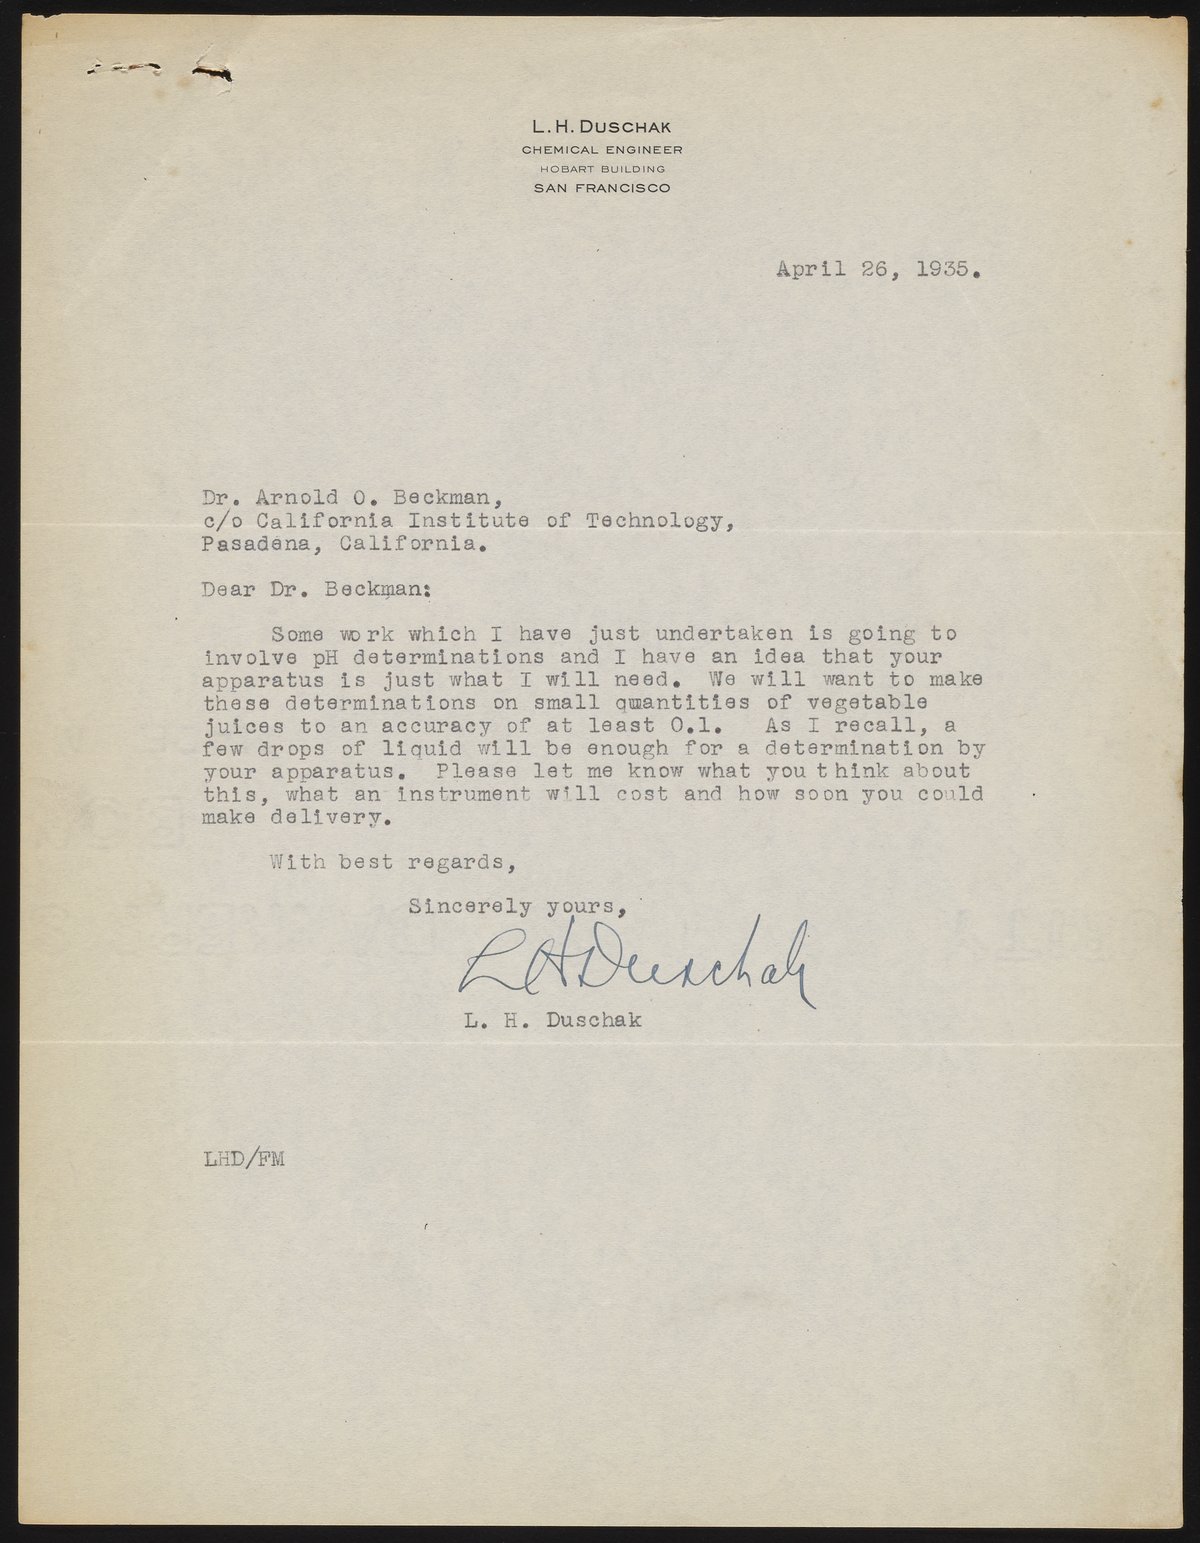 L. H. DUSCHAK
CHEMICAL ENGINEER
HOBART BUILDING
SAN FRANCISCO
April 26, 1935.
Dr. Arnold O. Beckman,
c/o California Institute of Technology,
Pasadena, California.
Dear Dr. Beckman:
Some work which I have just undertaken is going to
involve pH determinations and I have an idea that your
apparatus is just what I will need. We will want to make
these determinations on small quantities of vegetable
juices to an accuracy of at least 0.1. As I recall, a
few drops of liquid will be enough for a determination by
your apparatus. Please let me know what you think about
this, what an instrument will cost and how soon you could
make delivery.
With best regards,
Sincerely yours,
L H Duschak
L. H. Duschak
LHD/FM